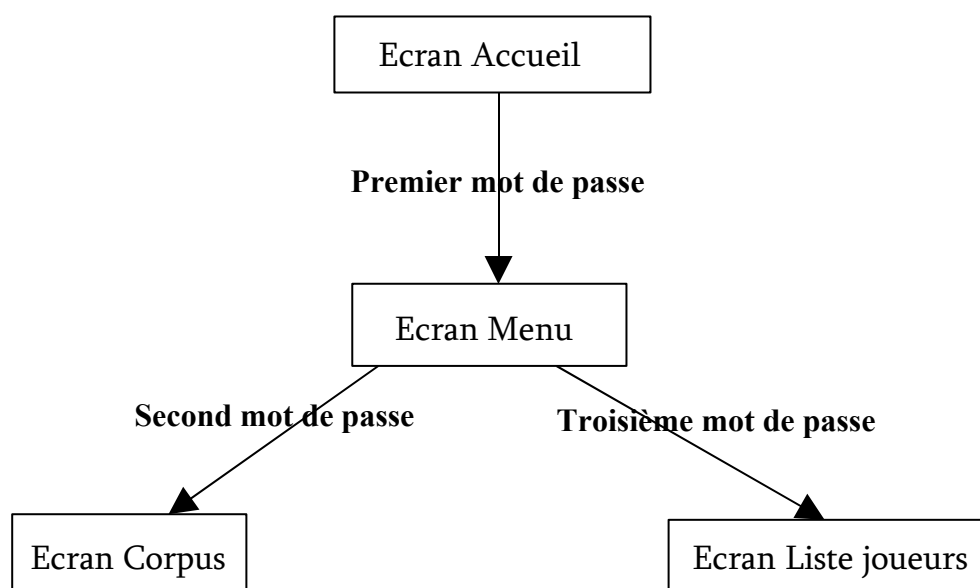 Ecran Accueil
Premier mot de passe
Ecran Menu
Second mot de passe
Troisième mot de passe
Ecran Corpus
Ecran Liste joueurs